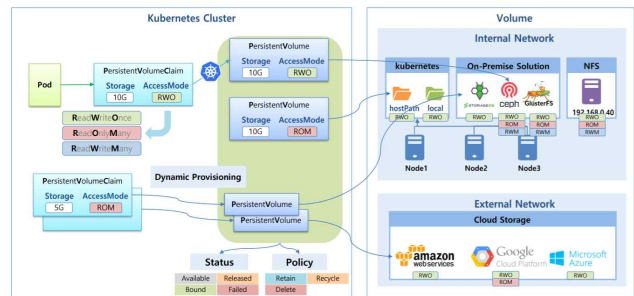 Kubernetes Cluster
Pod
PersistentVolumeClaim
Storage AccessMode
10G RWO
ReadWriteOnce
ReadOnlyMany
ReadWriteMany
PersistentVolumeClaim
Storage AccessMode
5G ROM
Dynamic Provisioning
PersistentVolume
Storage AccessMode
10G RWO
PersistentVolume
Storage AccessMode
10G ROM
PersistentVolume
PersistentVolume
Status
Available Released
Bound Failed
Policy
Retain Recycle
Delete
Volume
Internal Network
kubernetes
hostPath local
RWO RWO
On-Premise Solution
STORAGEOS
ceph
GlusterFS
RWO RWO RWO
ROM ROM
RWM RWM
NFS
192.168.0.40
RWO
ROM
RWM
Node1 Node2 Node3
External Network
Cloud Storage
amazon
webservices
RWO
Google
Cloud Platform
RWO
ROM
Microsoft
Azure
RWO